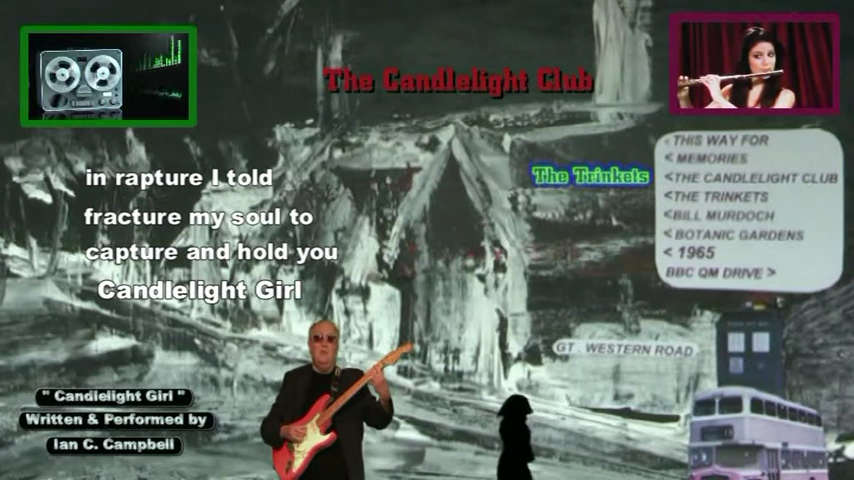 The Candlelight Club
in rapture I told
fracture my soul to
capture and hold you
Candlelight Girl
The Trinkets
< THIS WAY FOR
< MEMORIES
< THE CANDLELIGHT CLUB
< THE TRINKETS
< BILL MURDOCH
< BOTANIC GARDENS
< 1965
BBC QM DRIVE >
GT. WESTERN ROAD
" Candlelight Girl "
Written & Performed by
Ian C. Campbell